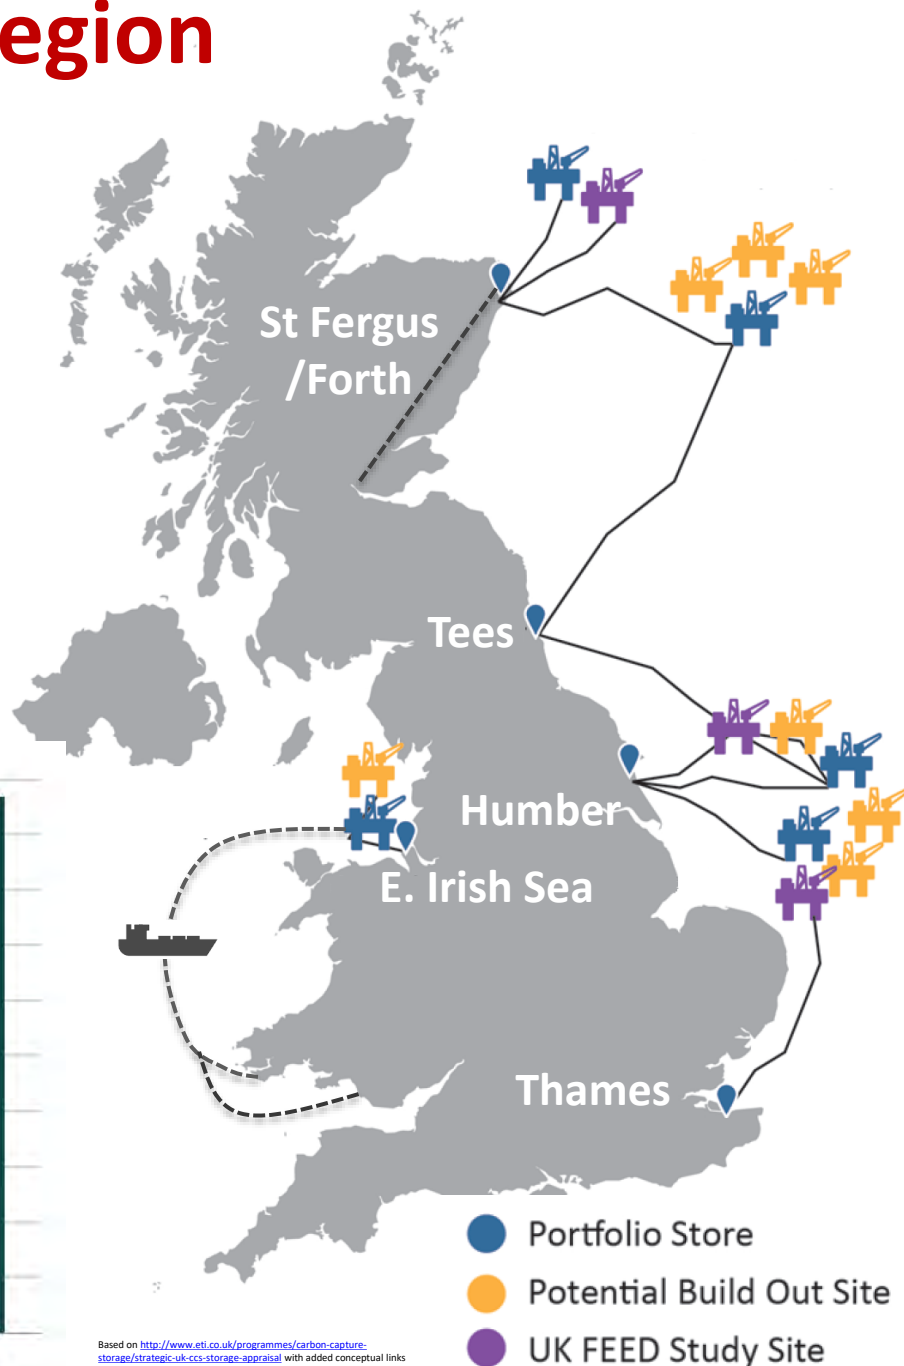 egion
St Fergus
/Forth
Tees
Humber
E. Irish Sea
Thames
Portfolio Store
Potential Build Out Site
UK FEED Study Site
Based on http://www.eti.co.uk/programmes/carbon-capture-
storage/strategic-uk-ccs-storage-appraisal with added conceptual links